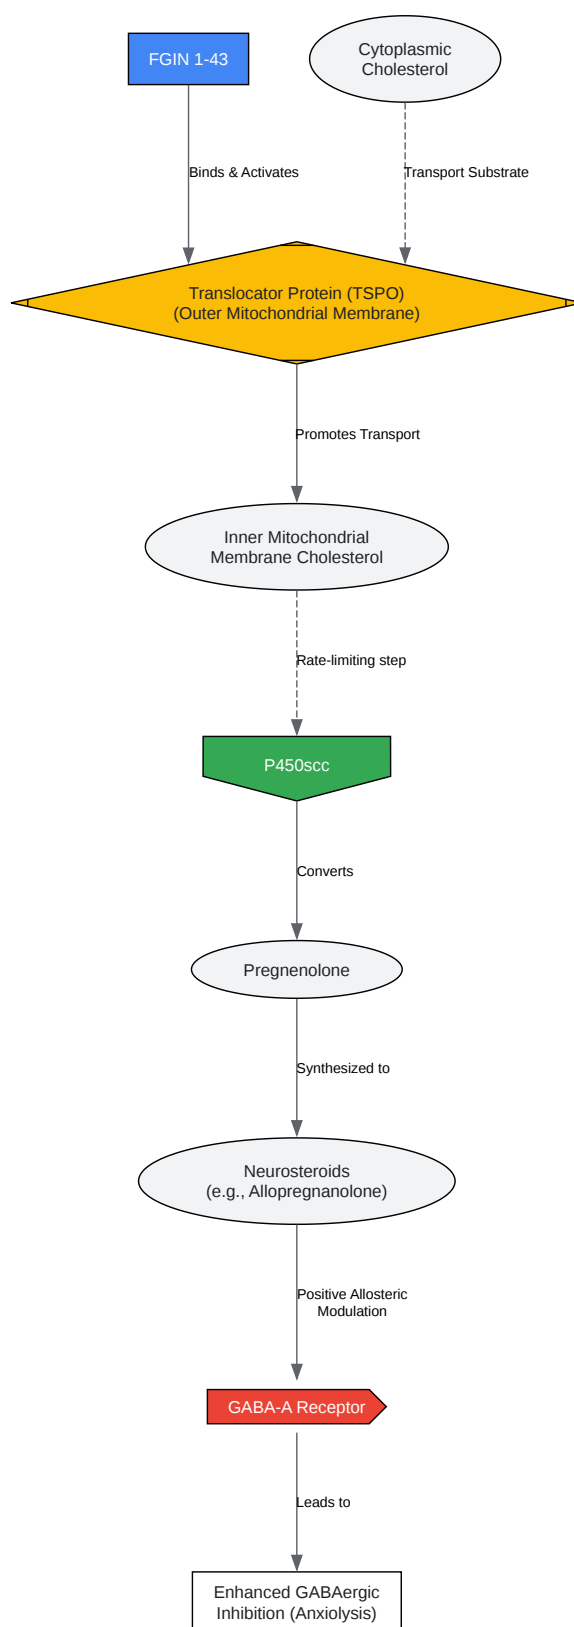 FGIN 1-43
Cytoplasmic
Cholesterol
Binds & Activates
Transport Substrate
Translocator Protein (TSPO)
(Outer Mitochondrial Membrane)
Promotes Transport
Inner Mitochondrial
Membrane Cholesterol
Rate-limiting step
P450scc
Converts
Pregnenolone
Synthesized to
Neurosteroids
(e.g., Allopregnanolone)
Positive Allosteric
Modulation
GABA-A Receptor
Leads to
Enhanced GABAergic
Inhibition (Anxiolysis)